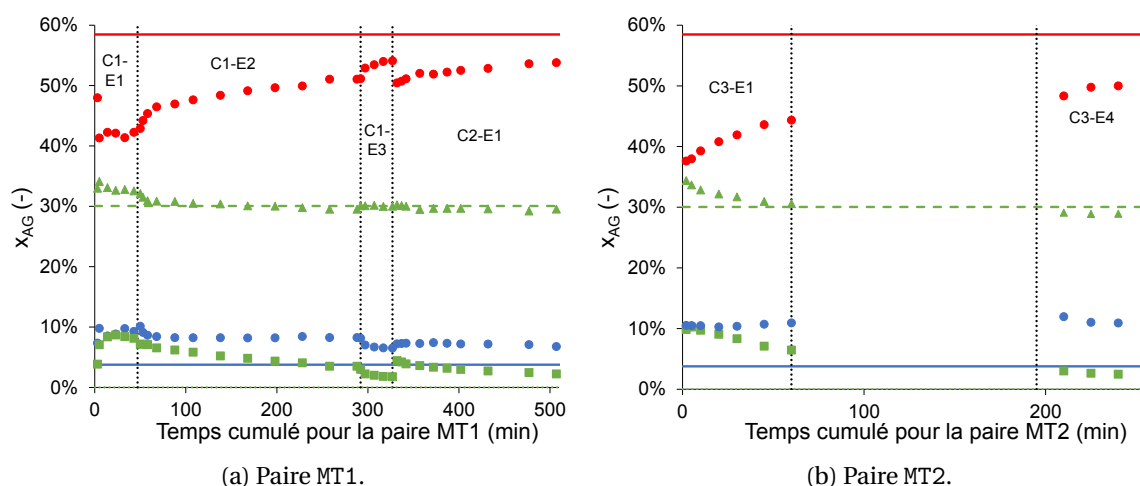 60%
50%
40%
30%
20%
10%
0%
x_AG (-)
C1-
E1
C1-E2
C1-
E3
C2-E1
0 100 200 300 400 500
Temps cumulé pour la paire MT1 (min)
(a) Paire MT1.
60%
50%
40%
30%
20%
10%
0%
x_AG (-)
C3-E1
C3-E4
0 100 200
Temps cumulé pour la paire MT2 (min)
(b) Paire MT2.